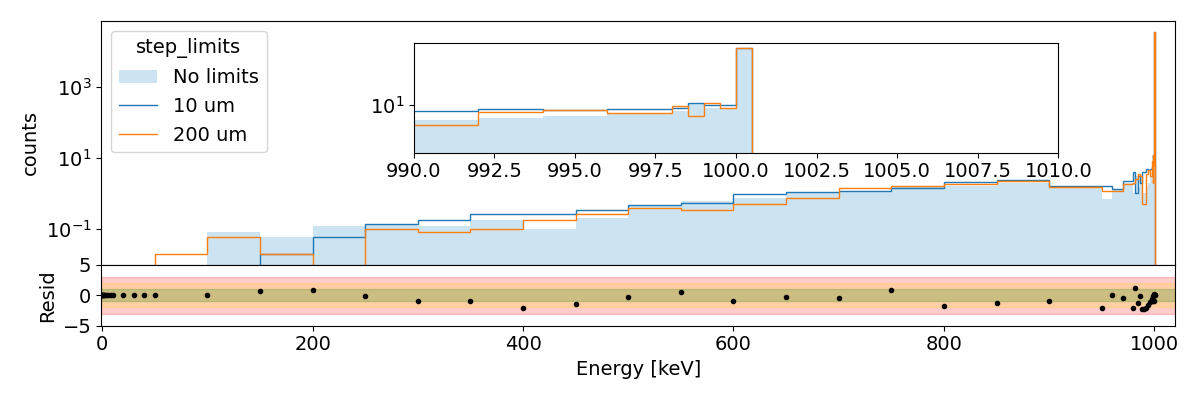 step_limits
No limits
10 um
200 um
counts
10³
10¹
10⁻¹
10¹
990.0 992.5 995.0 997.5 1000.0 1002.5 1005.0 1007.5 1010.0
Resid
5
0
−5
0 200 400 600 800 1000
Energy [keV]